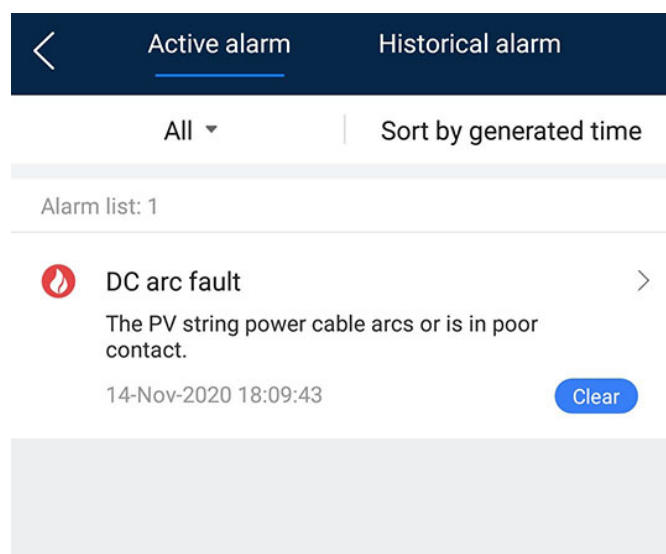 Active alarm Historical alarm
All Sort by generated time
Alarm list: 1
DC arc fault
The PV string power cable arcs or is in poor
contact.
14-Nov-2020 18:09:43 Clear